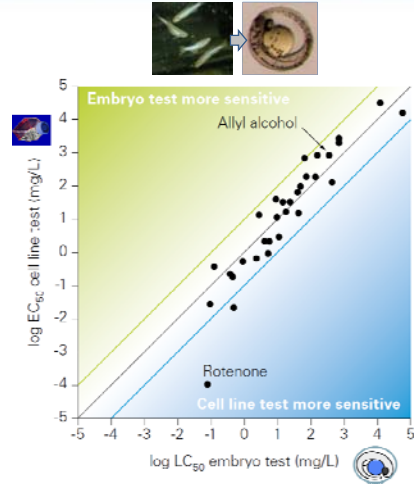 Embryo test more sensitive
Allyl alcohol
Rotenone
Cell line test more sensitive
log EC50 cell line test (mg/L)
5
4
3
2
1
0
-1
-2
-3
-4
-5
-5 -4 -3 -2 -1 0 1 2 3 4 5
log LC50 embryo test (mg/L)